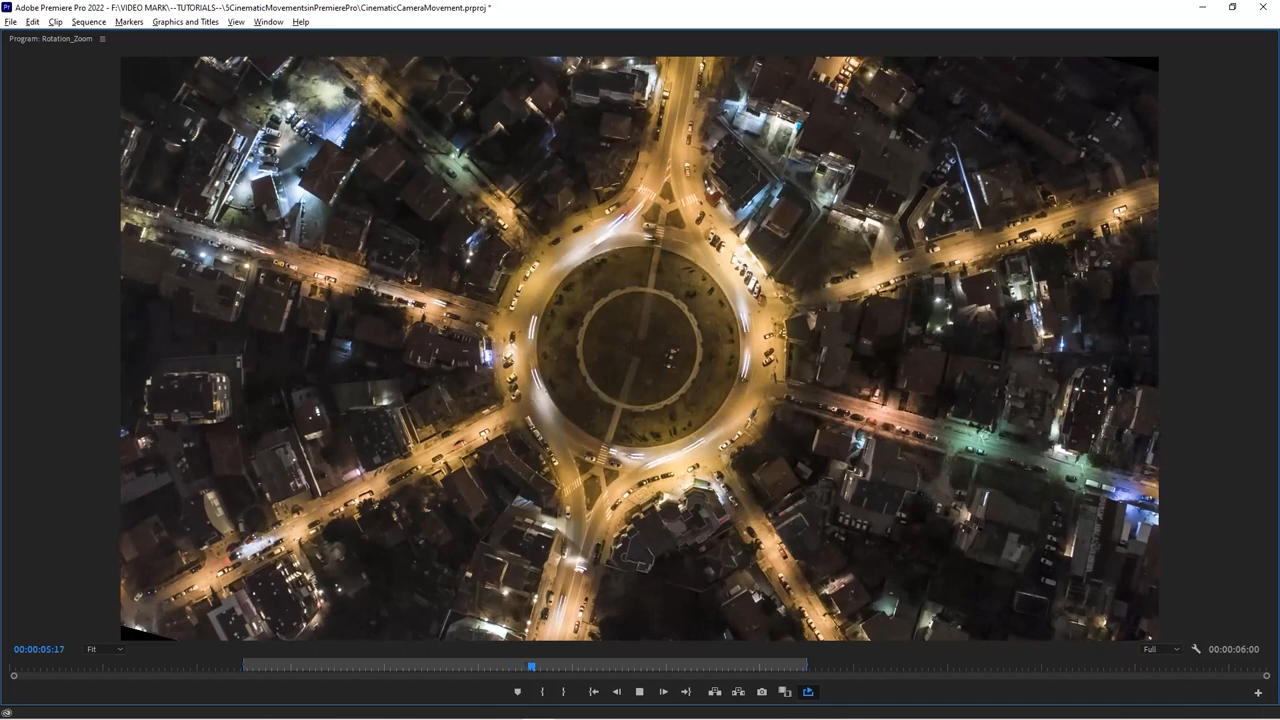 Pr Adobe Premiere Pro 2022 - F:\VIDEO MARK\--TUTORIALS--\5CinematicMovementsinPremierePro\CinematicCameraMovement.prproj *
File Edit Clip Sequence Markers Graphics and Titles View Window Help
Program: Rotation_Zoom
00:00:05:17 Fit Full 00:00:06:00